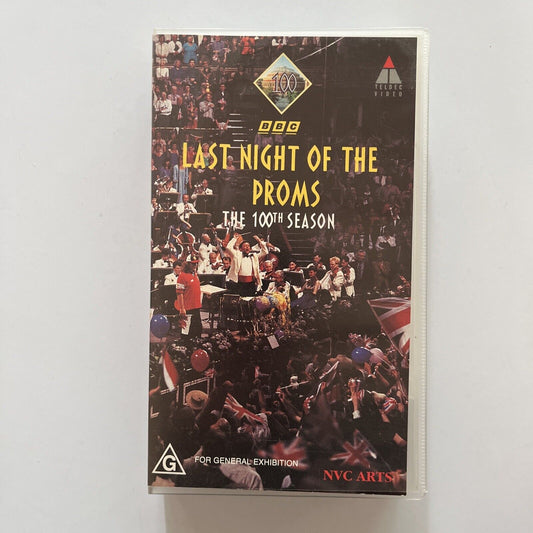 100
TELDEC
VIDEO
BBC
LAST NIGHT OF THE
PROMS
THE 100TH SEASON
G
FOR GENERAL EXHIBITION
NVC ARTS